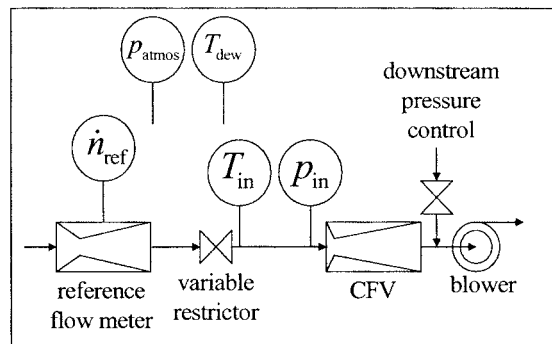 p_atmos
T_dew
downstream
pressure
control
ṅ_ref
T_in
p_in
reference
flow meter
variable
restrictor
CFV
blower